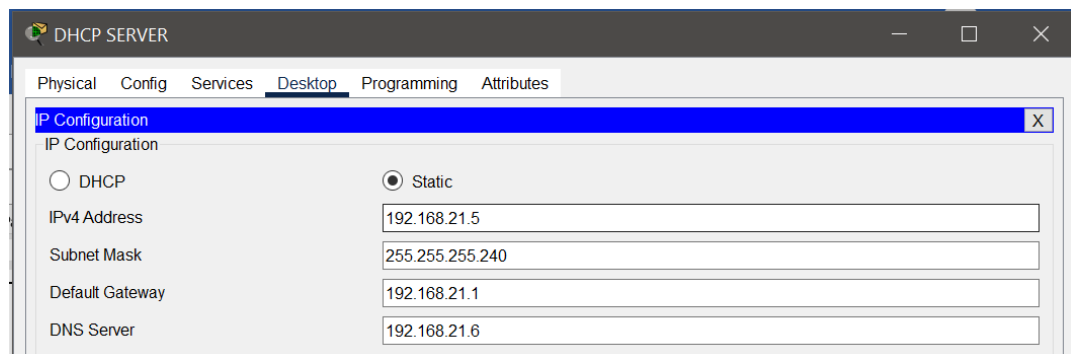 DHCP SERVER
Physical Config Services Desktop Programming Attributes
IP Configuration X
IP Configuration
DHCP Static
IPv4 Address 192.168.21.5
Subnet Mask 255.255.255.240
Default Gateway 192.168.21.1
DNS Server 192.168.21.6